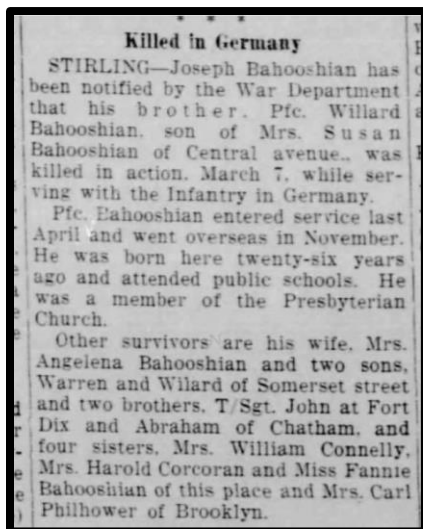 Killed in Germany
STIRLING—Joseph Bahooshian has
been notified by the War Department
that his brother, Pfc. Willard
Bahooshian, son of Mrs. Susan
Bahooshian of Central avenue., was
killed in action, March 7, while ser-
ving with the Infantry in Germany.
Pfc. Bahooshian entered service last
April and went overseas in November.
He was born here twenty-six years
ago and attended public schools. He
was a member of the Presbyterian
Church.
Other survivors are his wife, Mrs.
Angelena Bahooshian and two sons,
Warren and Wilard of Somerset street
and two brothers, T/Sgt. John at Fort
Dix and Abraham of Chatham, and
four sisters, Mrs. William Connelly,
Mrs. Harold Corcoran and Miss Fannie
Bahooshian of this place and Mrs. Carl
Philhower of Brooklyn.